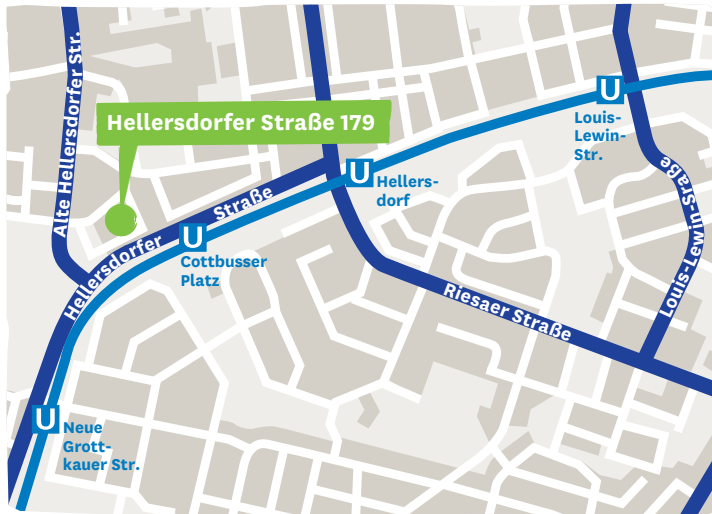 Alte Hellersdorfer Str.
Hellersdorfer Straße 179
U
Louis-
Lewin-
Str.
U
Hellers-
dorf
Hellersdorfer Straße
U
Cottbusser
Platz
Louis-Lewin-Sraße
Riesaer Straße
U
Neue
Grott-
kauer Str.